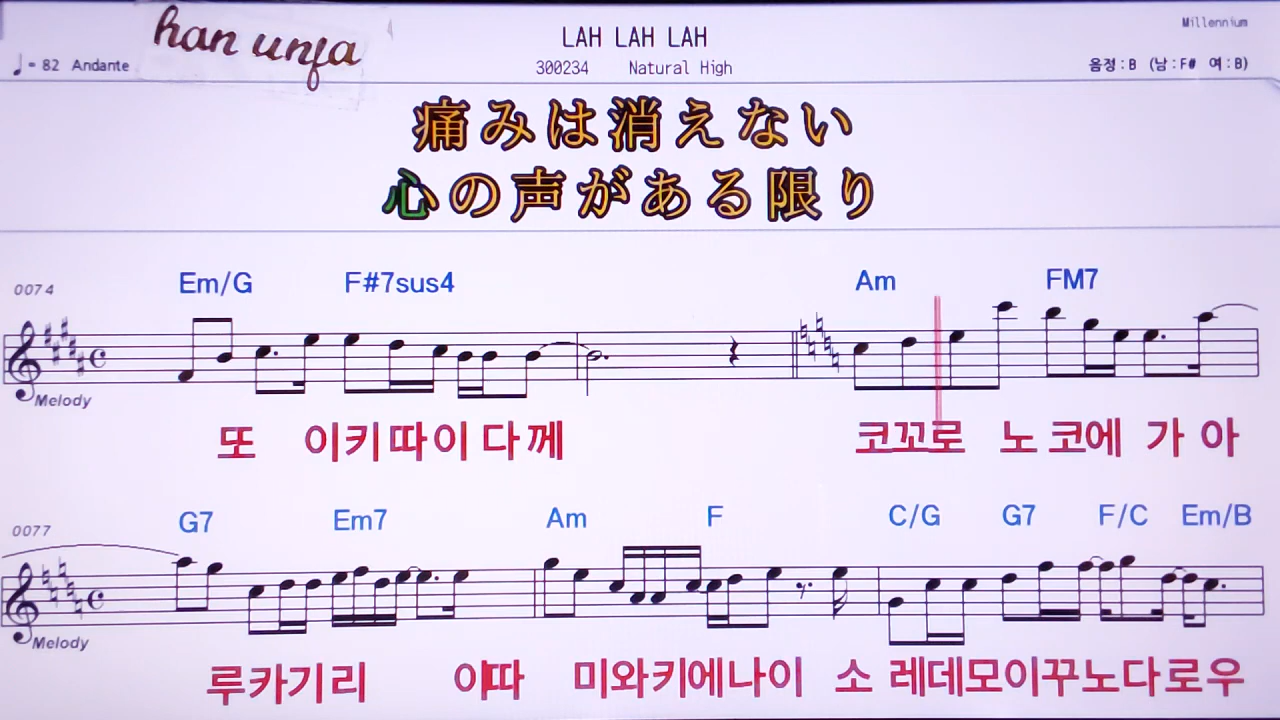 han unja
LAH LAH LAH
Millennium
♩= 82 Andante
300234 Natural High
음정 : B (남 : F# 여 : B)
痛みは消えない
心の声がある限り
0074
Em/G F#7sus4 Am FM7
Melody
또 이키따이 다께 코꼬로 노 코에 가 아
0077
G7 Em7 Am F C/G G7 F/C Em/B
Melody
루카기리 이따 미와키에나이 소 레데모이꾸노다로우